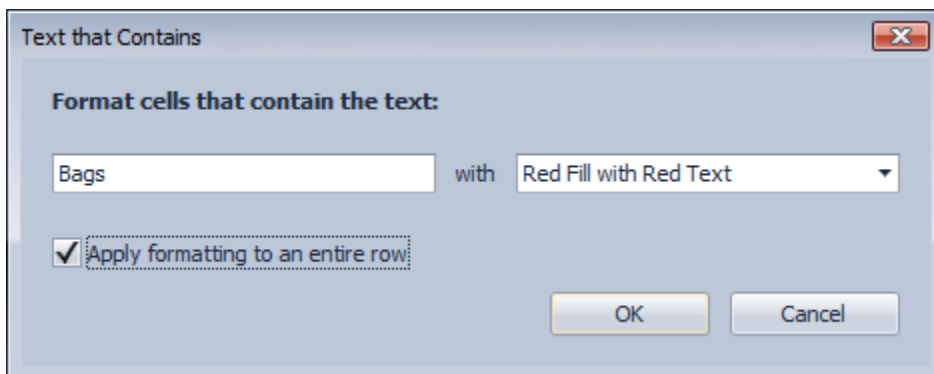 Text that Contains
Format cells that contain the text:
Bags with Red Fill with Red Text
Apply formatting to an entire row
OK Cancel